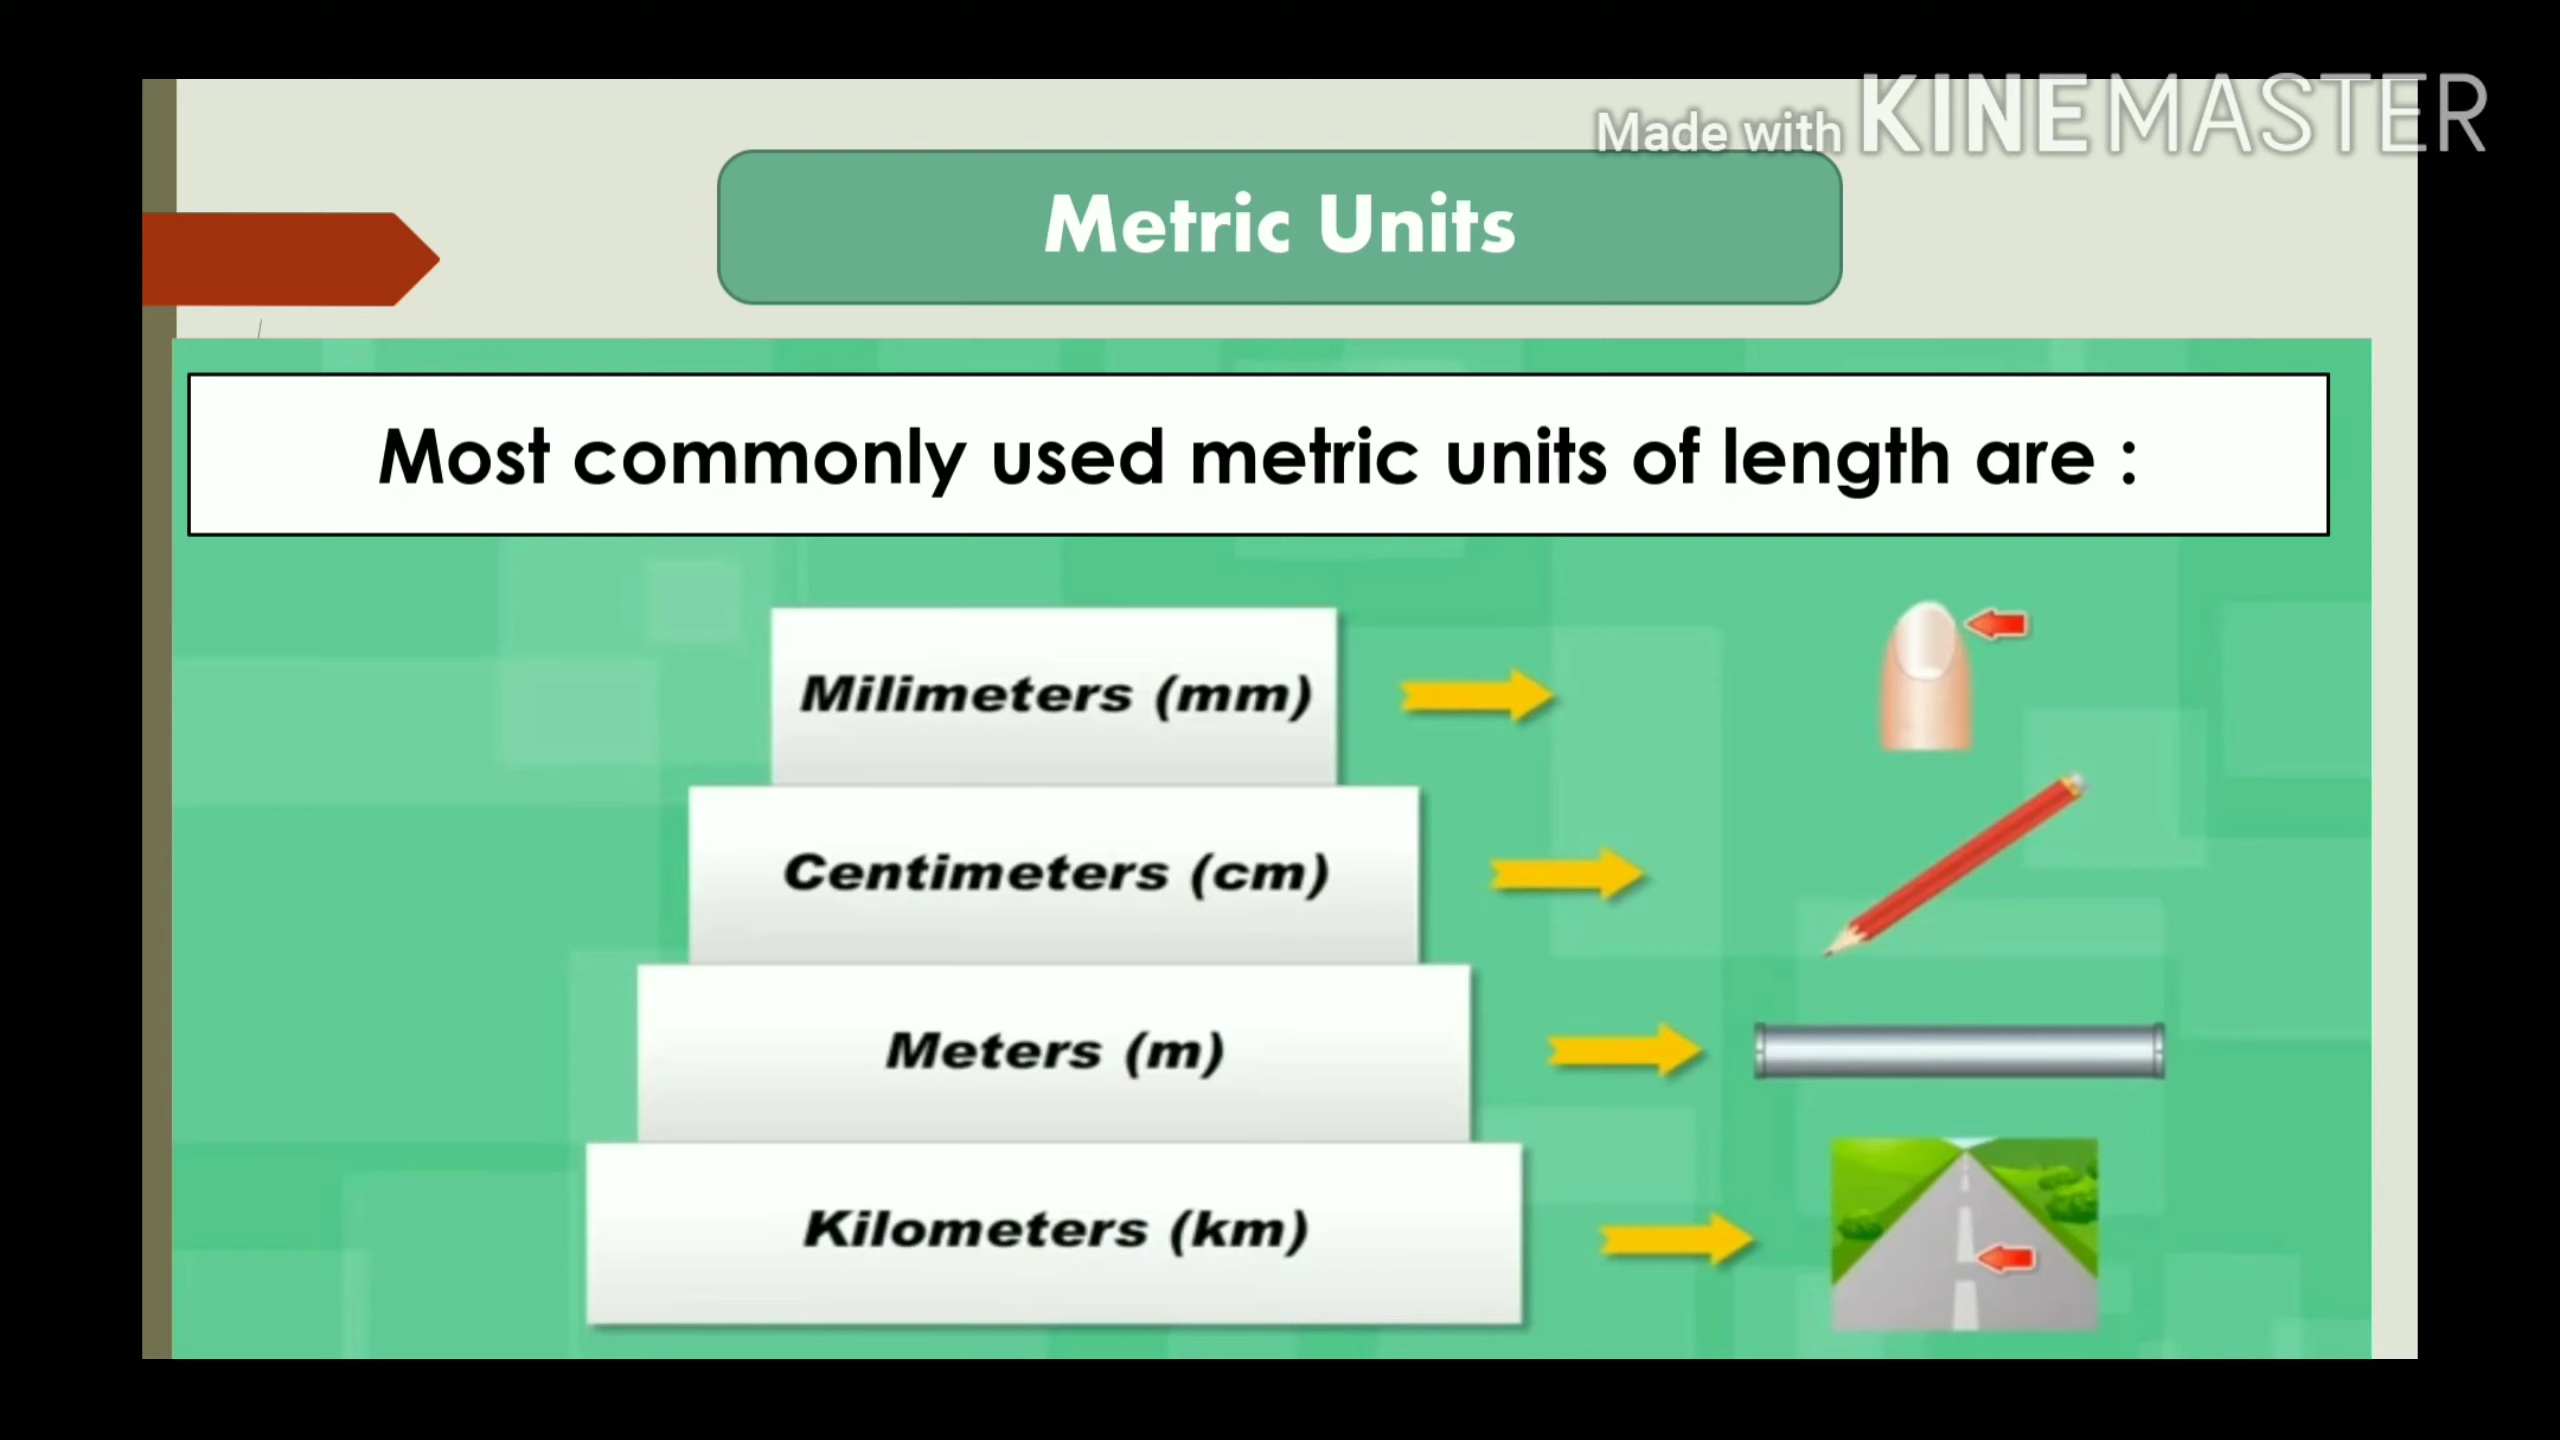 Made with KINEMASTER
Metric Units
Most commonly used metric units of length are :
Milimeters (mm)
Centimeters (cm)
Meters (m)
Kilometers (km)